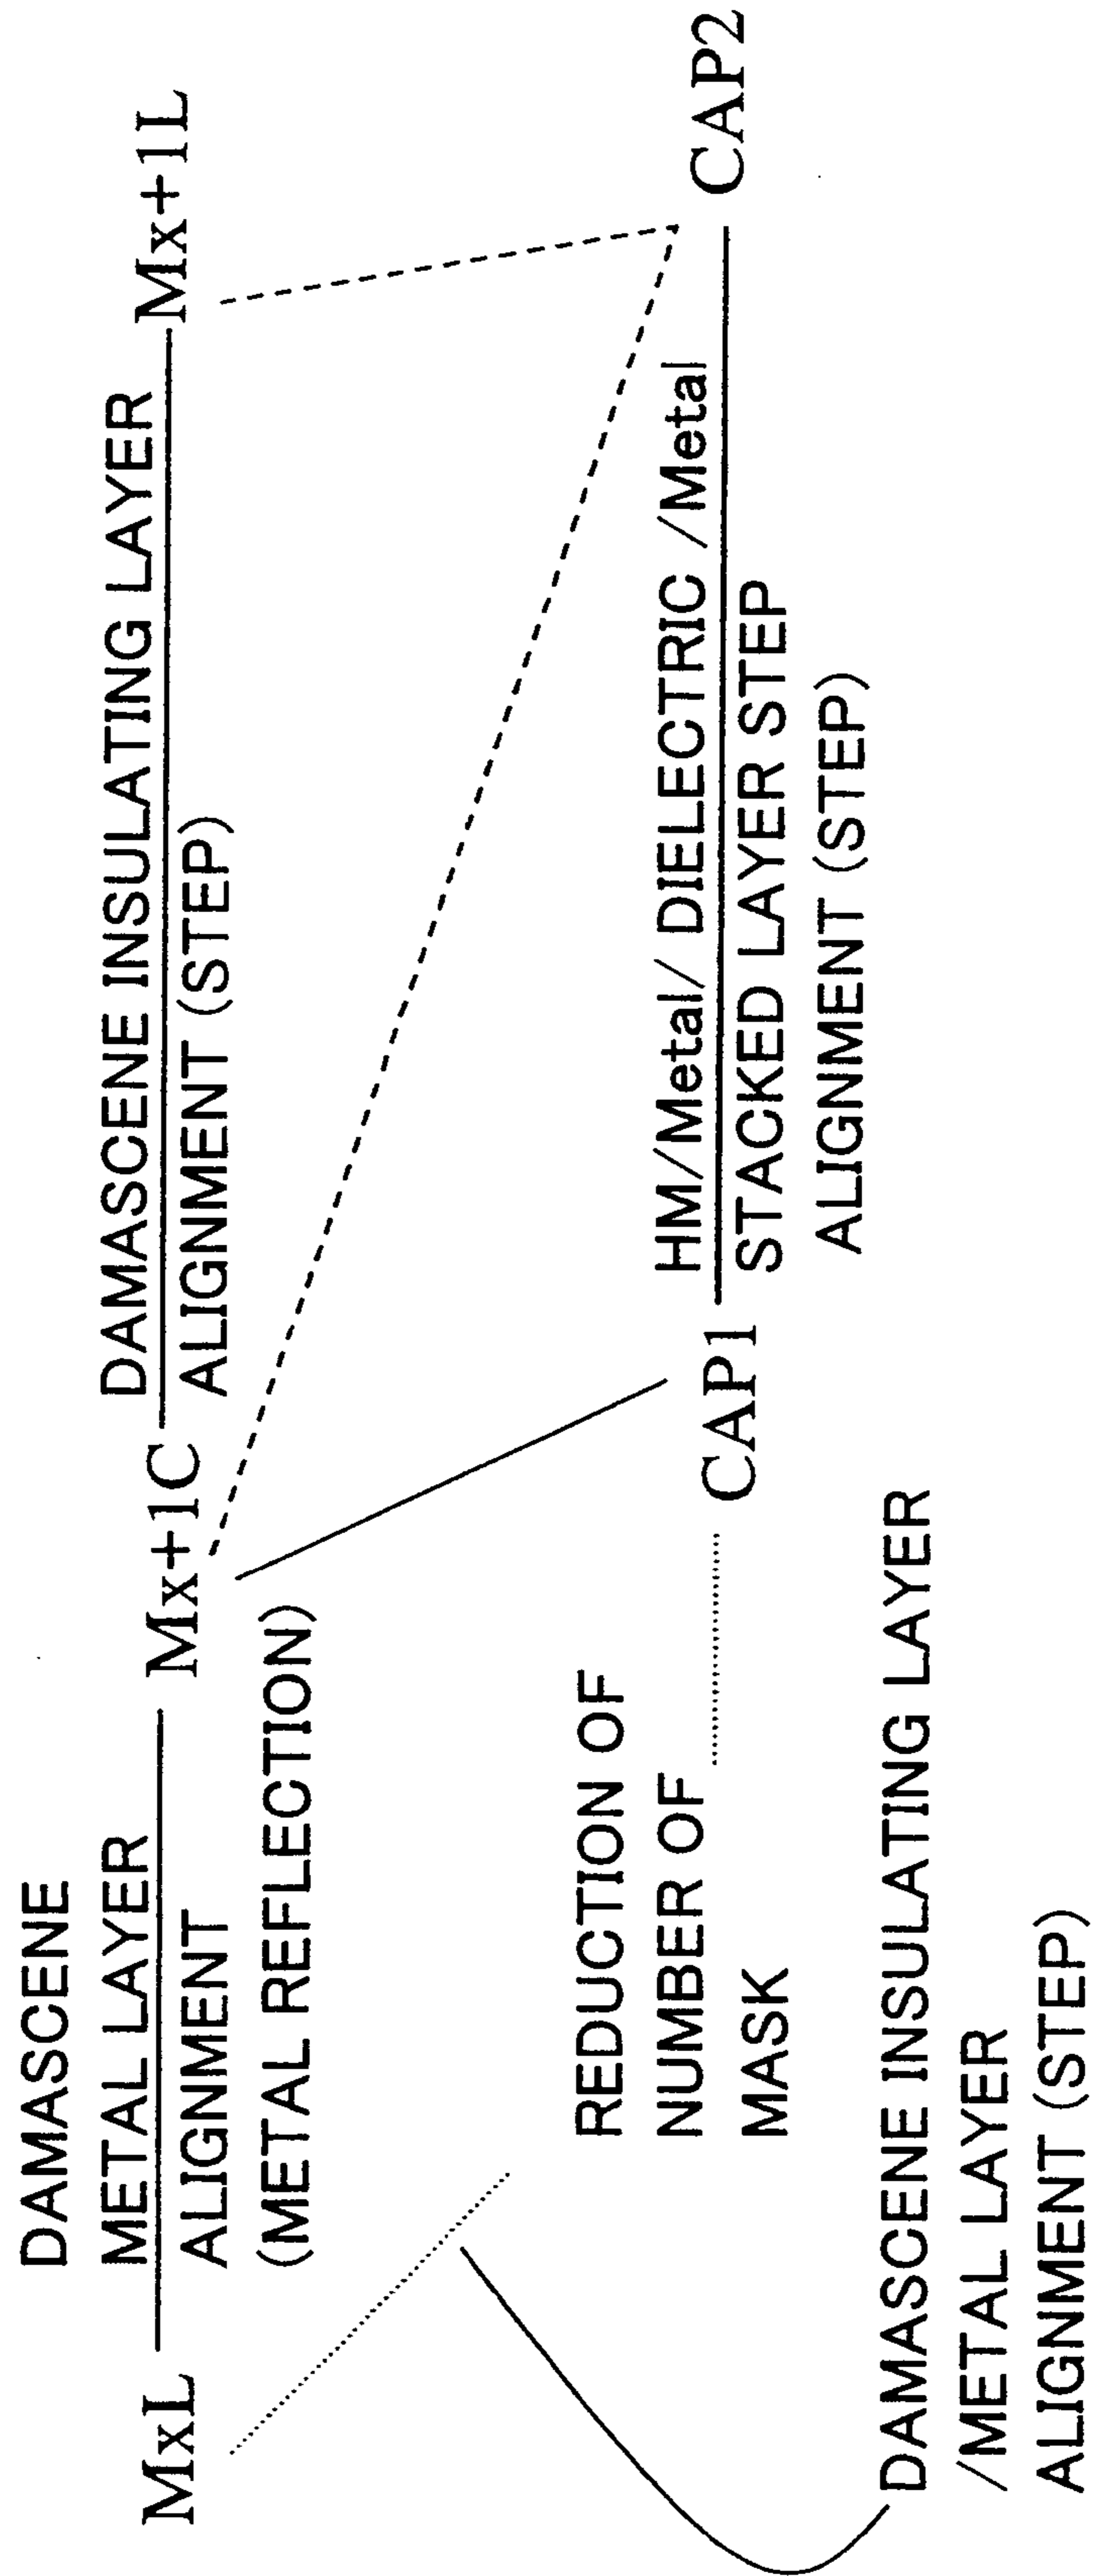 MxL
DAMASCENE
METAL LAYER
ALIGNMENT
(METAL REFLECTION)
Mx+1C
DAMASCENE INSULATING LAYER
ALIGNMENT (STEP)
Mx+1L
REDUCTION OF
NUMBER OF
MASK
CAP1
HM/Metal/ DIELECTRIC /Metal
STACKED LAYER STEP
ALIGNMENT (STEP)
CAP2
DAMASCENE INSULATING LAYER
/METAL LAYER
ALIGNMENT (STEP)